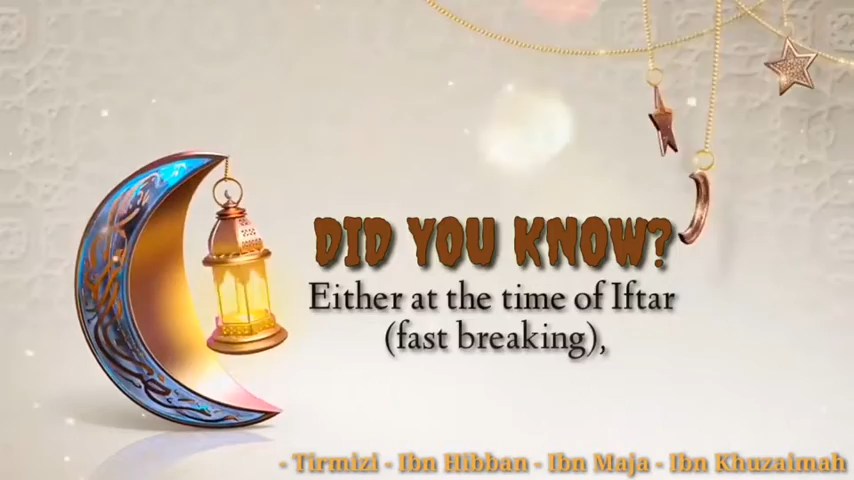 DID YOU KNOW?
Either at the time of Iftar
(fast breaking),
- Tirmizi - Ibn Hibban - Ibn Maja - Ibn Khuzaimah